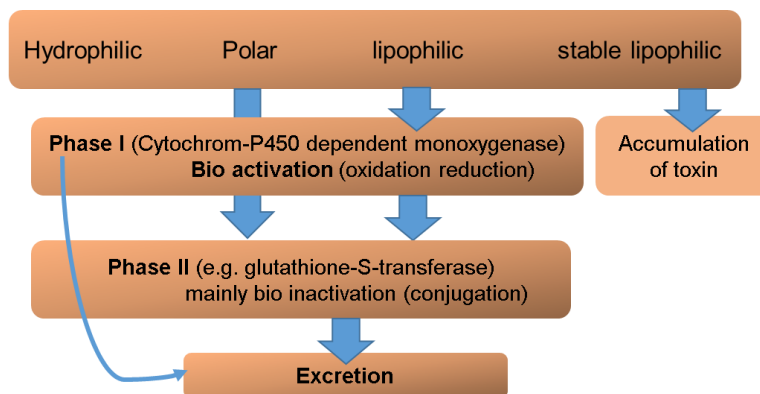 Hydrophilic Polar lipophilic stable lipophilic
Phase I (Cytochrom-P450 dependent monoxygenase)
Bio activation (oxidation reduction)
Accumulation
of toxin
Phase II (e.g. glutathione-S-transferase)
mainly bio inactivation (conjugation)
Excretion